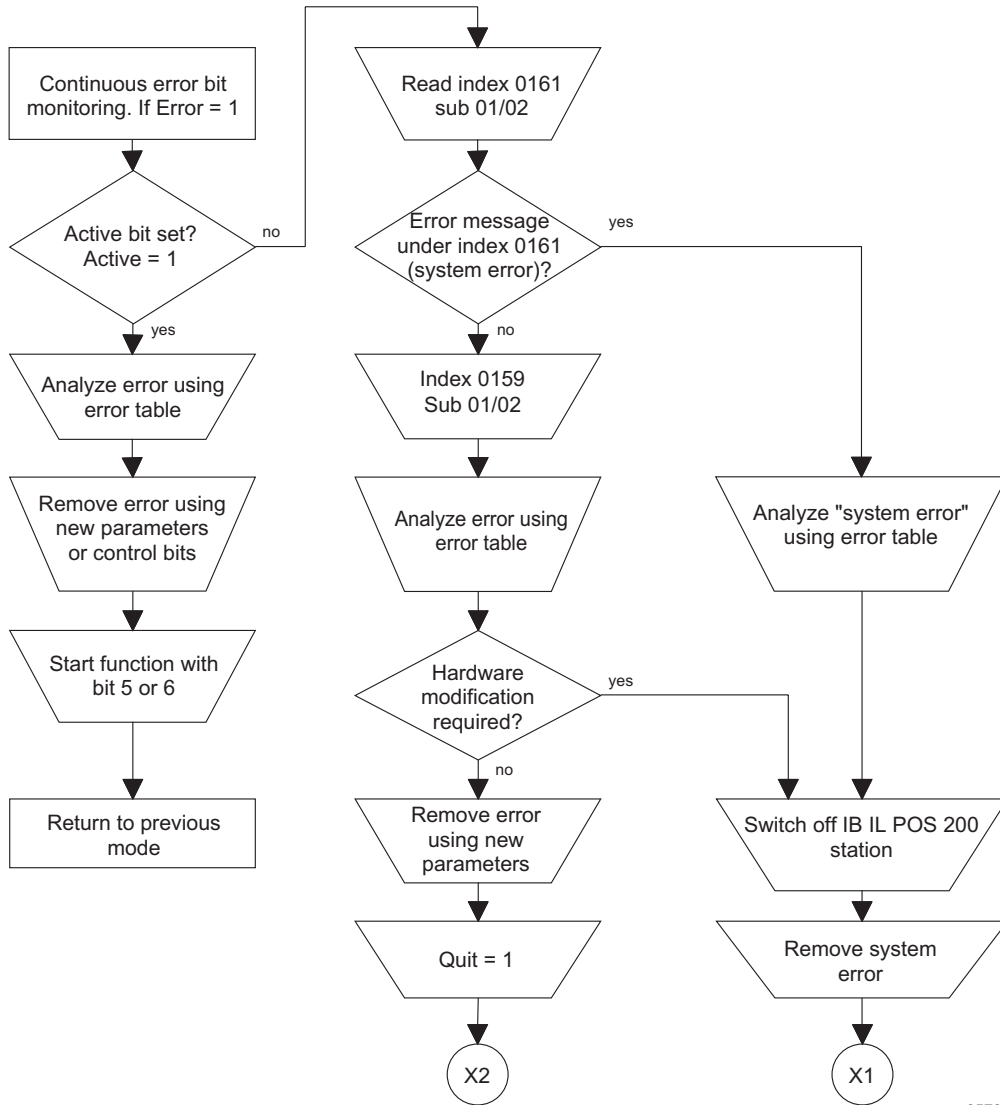 Continuous error bit
monitoring. If Error = 1
Active bit set?
Active = 1
no
yes
Analyze error using
error table
Remove error using
new parameters
or control bits
Start function with
bit 5 or 6
Return to previous
mode
Read index 0161
sub 01/02
Error message
under index 0161
(system error)?
yes
no
Index 0159
Sub 01/02
Analyze error using
error table
Hardware
modification
required?
yes
no
Remove error
using new
parameters
Quit = 1
X2
Analyze "system error"
using error table
Switch off IB IL POS 200
station
Remove system
error
X1